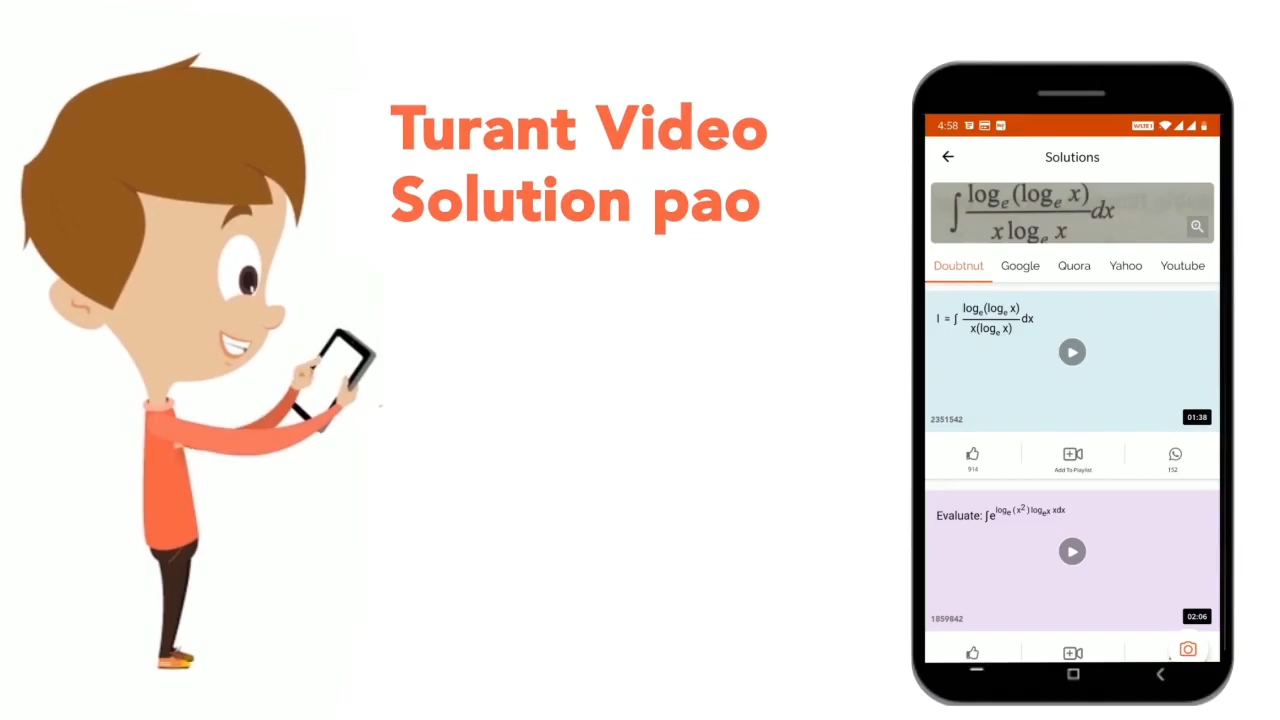 Turant Video
Solution pao
4:58
VoLTE1
Solutions
∫ logₑ(logₑ x) / x logₑ x dx
Doubtnut Google Quora Yahoo Youtube
I = ∫ logₑ(logₑ x) / x(logₑ x) dx
2351542 01:38
914 Add To Playlist 152
Evaluate: ∫e^logₑ(x²)logₑx xdx
1859842 02:06